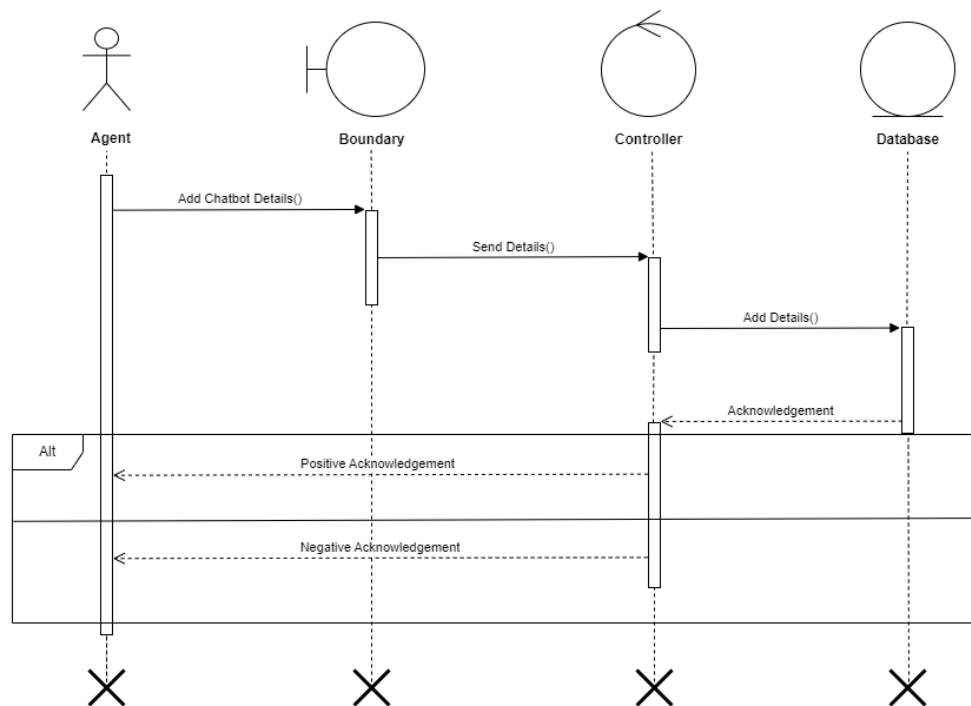 Agent
Boundary
Controller
Database
Add Chatbot Details()
Send Details()
Add Details()
Acknowledgement
Alt
Positive Acknowledgement
Negative Acknowledgement